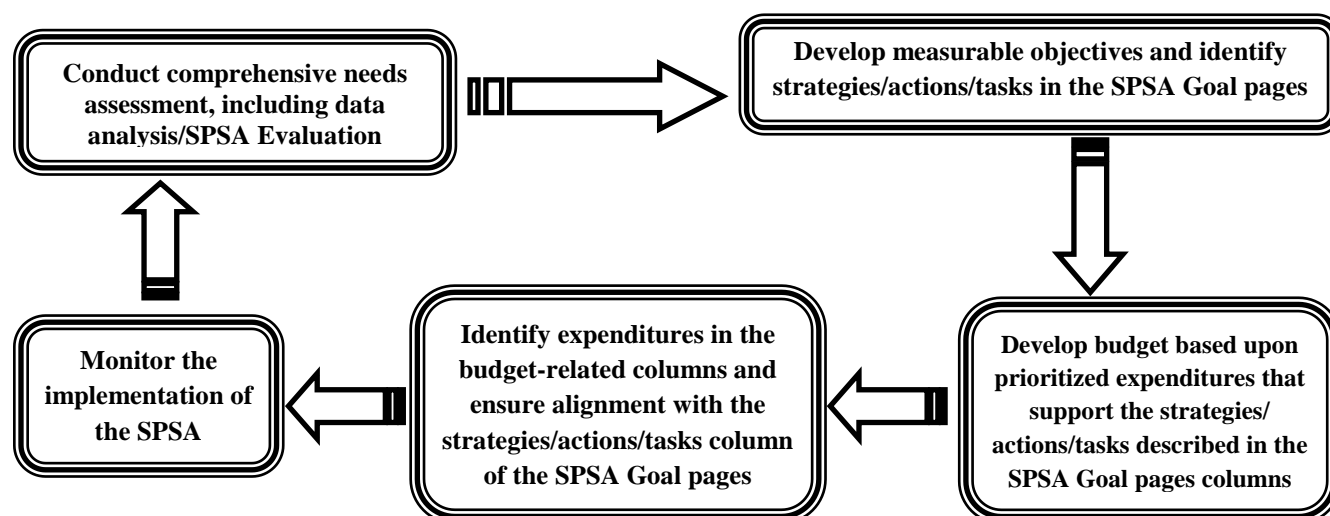 Conduct comprehensive needs
assessment, including data
analysis/SPSA Evaluation
Develop measurable objectives and identify
strategies/actions/tasks in the SPSA Goal pages
Develop budget based upon
prioritized expenditures that
support the strategies/
actions/tasks described in the
SPSA Goal pages columns
Identify expenditures in the
budget-related columns and
ensure alignment with the
strategies/actions/tasks column
of the SPSA Goal pages
Monitor the
implementation of
the SPSA